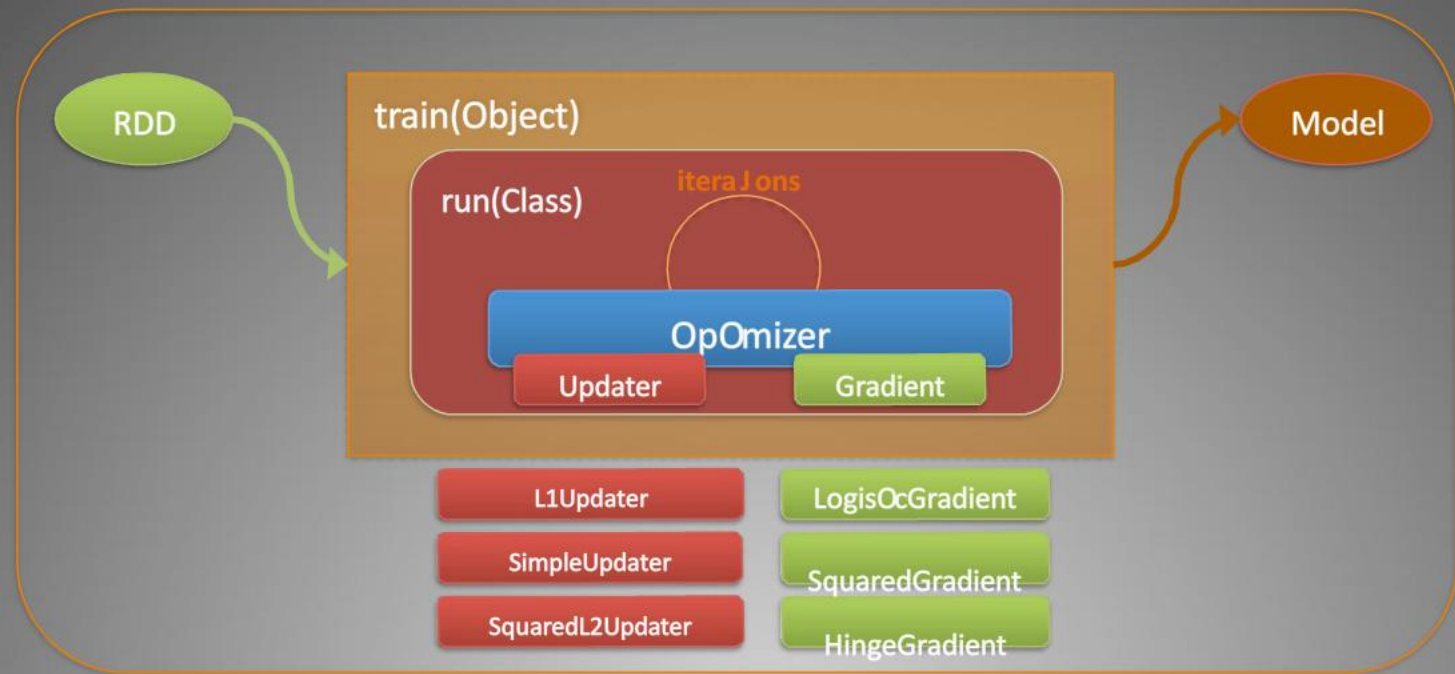 RDD
train(Object)
Model
run(Class)
iteraJons
OpOmizer
Updater
Gradient
L1Updater
LogisOcGradient
SimpleUpdater
SquaredGradient
SquaredL2Updater
HingeGradient